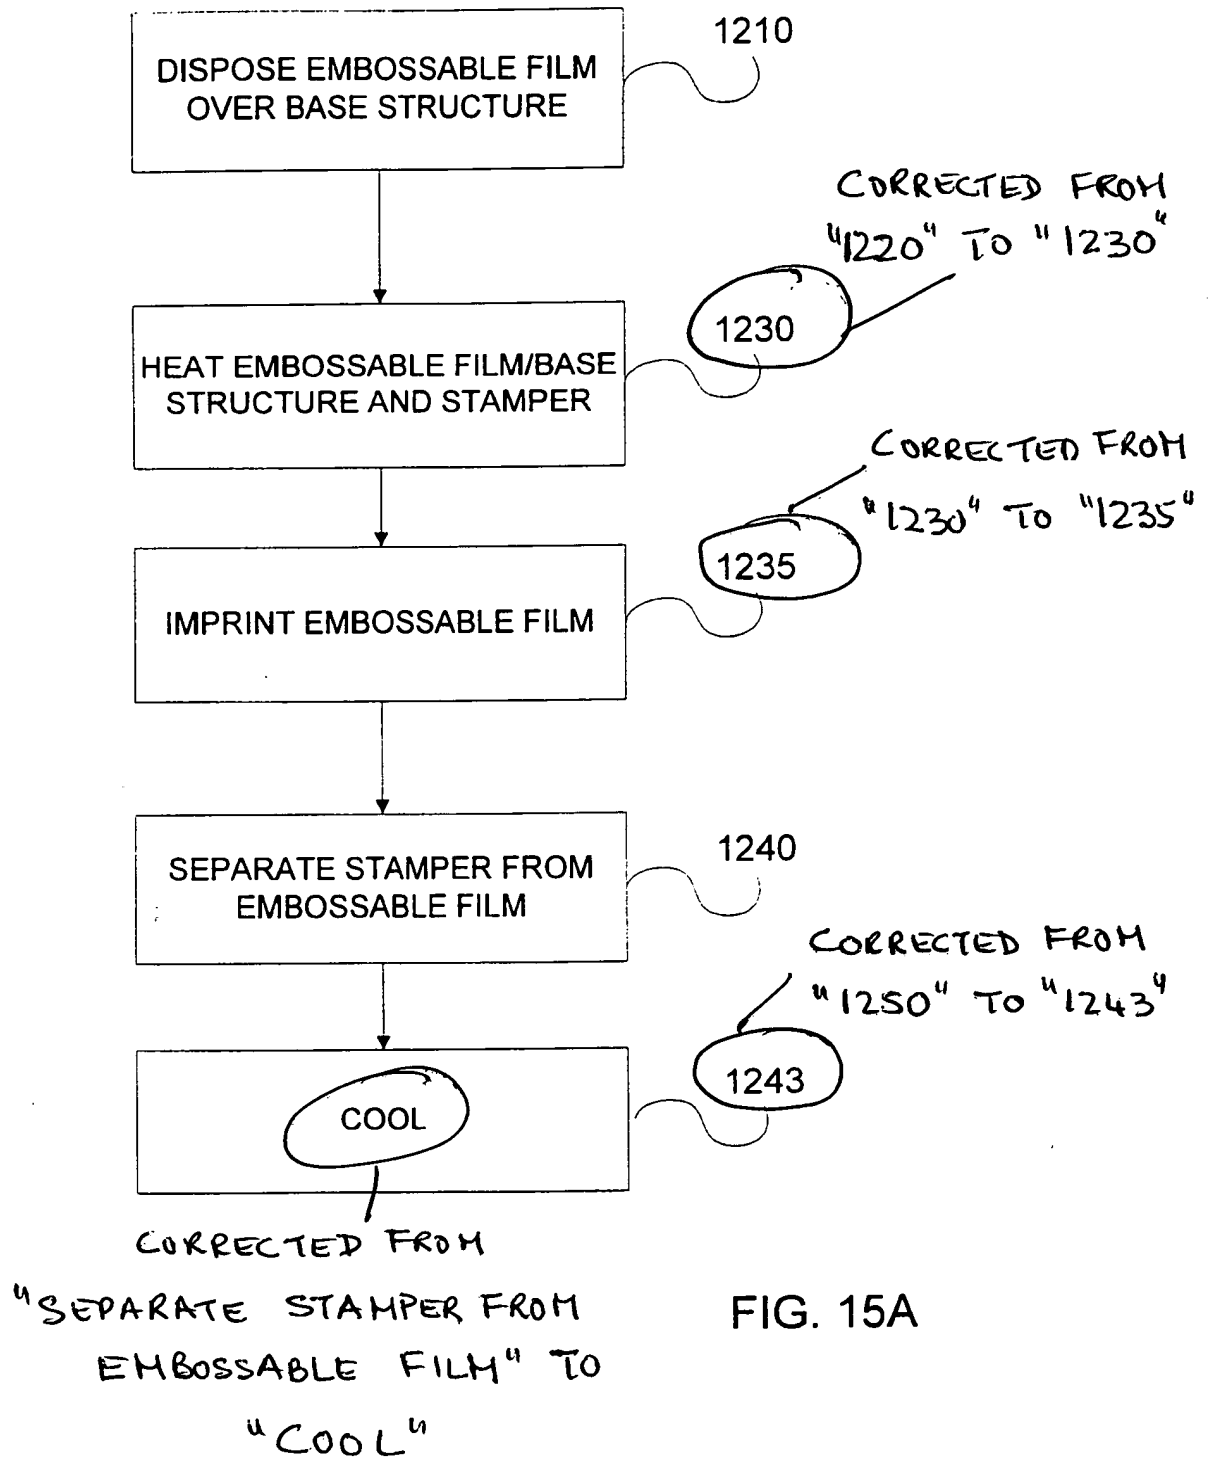 1210
DISPOSE EMBOSSABLE FILM
OVER BASE STRUCTURE
CORRECTED FROM
"1220" TO "1230"
1230
HEAT EMBOSSABLE FILM/BASE
STRUCTURE AND STAMPER
CORRECTED FROM
"1230" TO "1235"
1235
IMPRINT EMBOSSABLE FILM
1240
SEPARATE STAMPER FROM
EMBOSSABLE FILM
CORRECTED FROM
"1250" TO "1243"
1243
COOL
CORRECTED FROM
"SEPARATE STAMPER FROM
EMBOSSABLE FILM" TO
"COOL"
FIG. 15A